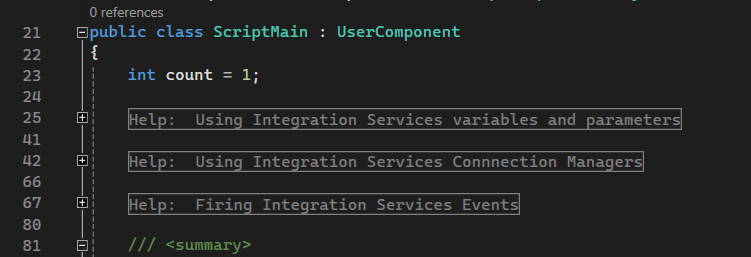 0 references
21 public class ScriptMain : UserComponent
22 {
23 int count = 1;
24
25 Help:  Using Integration Services variables and parameters
41
42 Help:  Using Integration Services Connnection Managers
66
67 Help:  Firing Integration Services Events
80
81 /// <summary>